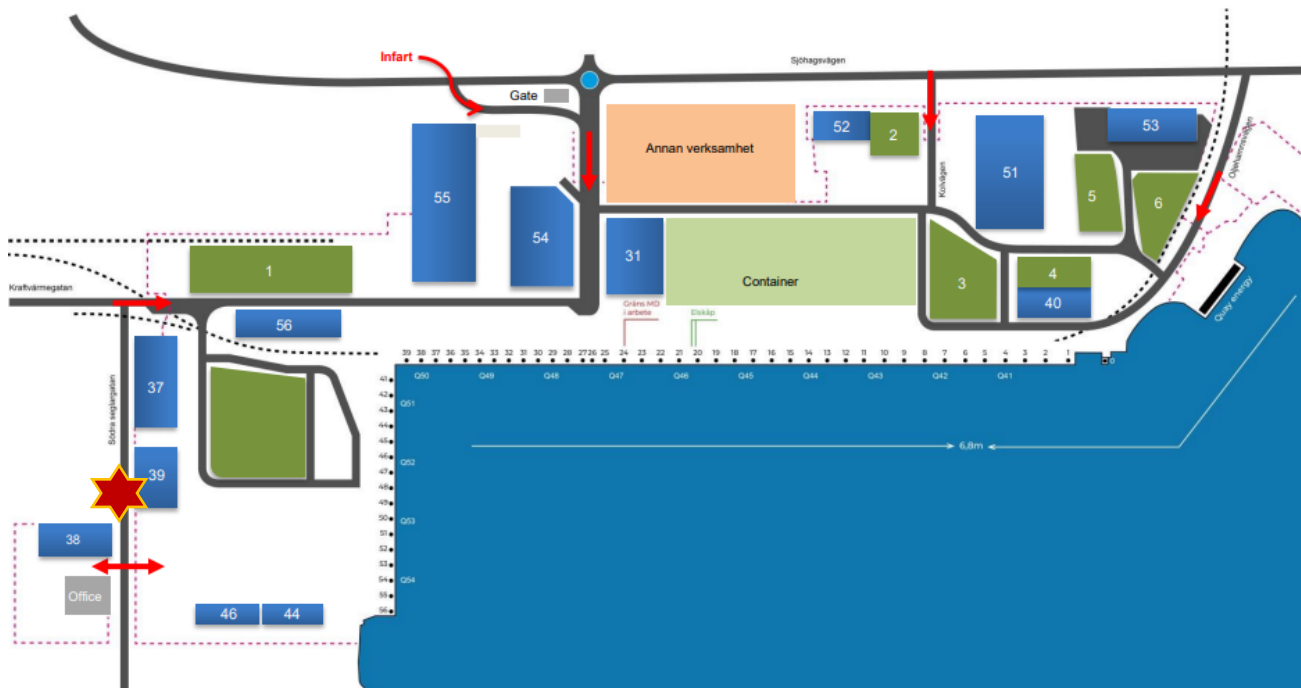 Infart
Sjöhagsvägen
Gate
52
2
53
Annan verksamhet
Kolvägen
51
Oljehamnsvägen
55
5
6
54
31
1
Container
3
4
40
Kraftvärmegatan
Gräns MD
i arbete
Elskåp
Quay energy
56
39 38 37 36 35 34 33 32 31 30 29 28 27 26 25 24 23 22 21 20 19 18 17 16 15 14 13 12 11 10 9 8 7 6 5 4 3 2 1 0
Q50 Q49 Q48 Q47 Q46 Q45 Q44 Q43 Q42 Q41
37
Södra seglargatan
41
42
Q51
43
44
45
6,8m
46
Q52
47
39
48
49
50
Q53
51
38
52
53
54
Q54
55
56
Office
46
44